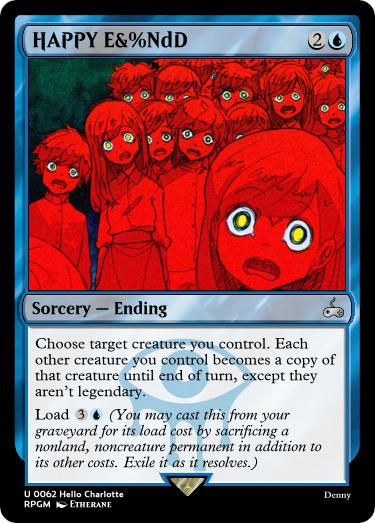 HAPPY E&%NdD 2
Sorcery — Ending
Choose target creature you control. Each
other creature you control becomes a copy of
that creature until end of turn, except they
aren't legendary.
Load 3 (You may cast this from your
graveyard for its load cost by sacrificing a
nonland, noncreature permanent in addition to
its other costs. Exile it as it resolves.)
U 0062 Hello Charlotte
RPGM ETHERANE
Denny